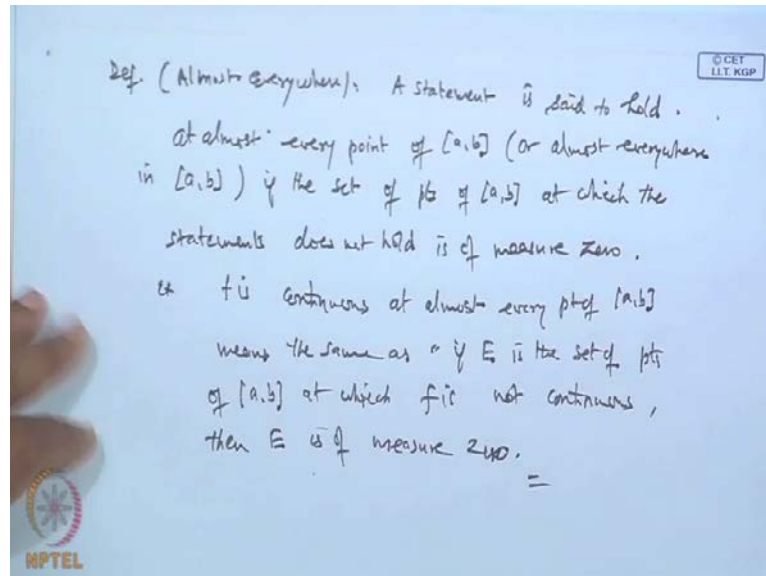 © CET
I.I.T. KGP
Def. (Almost everywhere): A statement is said to hold
at almost every point of [a,b] (or almost everywhere
in [a,b]) if the set of pts of [a,b] at which the
statements does not hold is of measure zero.
Ex f is continuous at almost every pt of [a,b]
means the same as " if E is the set of pts
of [a,b] at which f is not continuous,
then E is of measure zero.
NPTEL